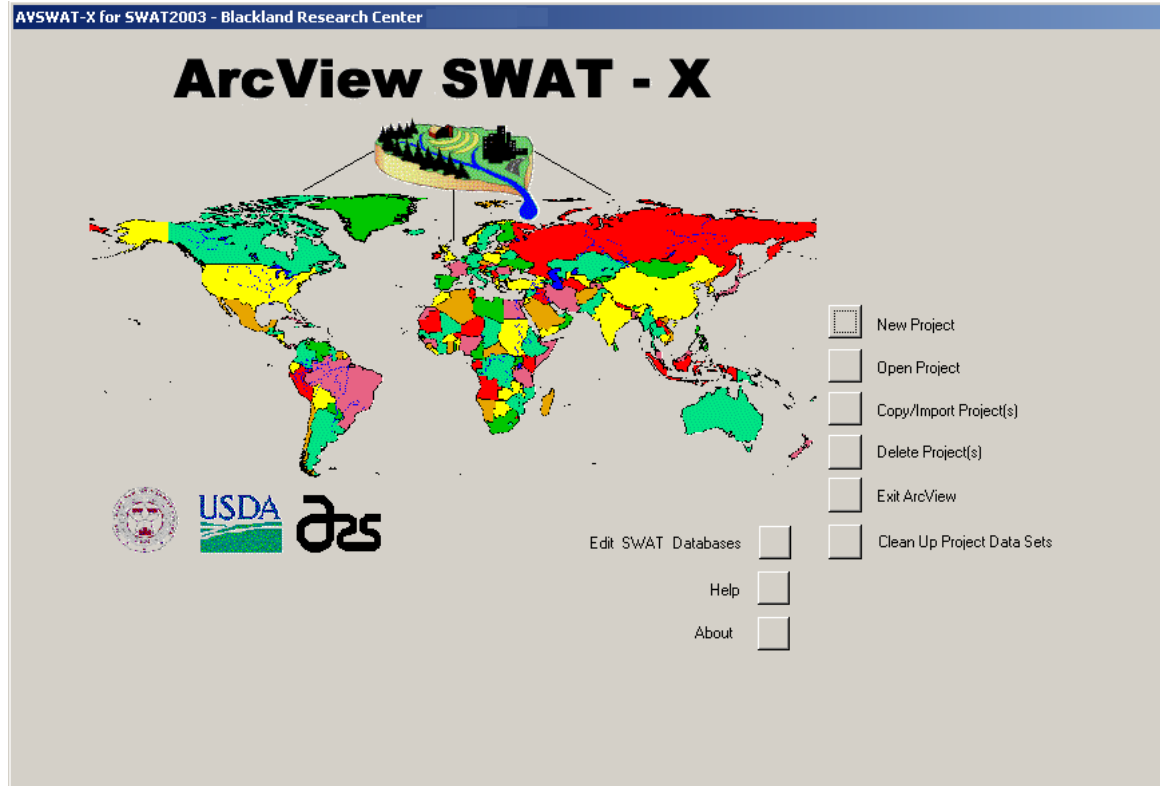 AVSWAT-X for SWAT2003 - Blackland Research Center
ArcView SWAT - X
New Project
Open Project
Copy/Import Project(s)
Delete Project(s)
Exit ArcView
Clean Up Project Data Sets
USDA
ars
Edit SWAT Databases
Help
About